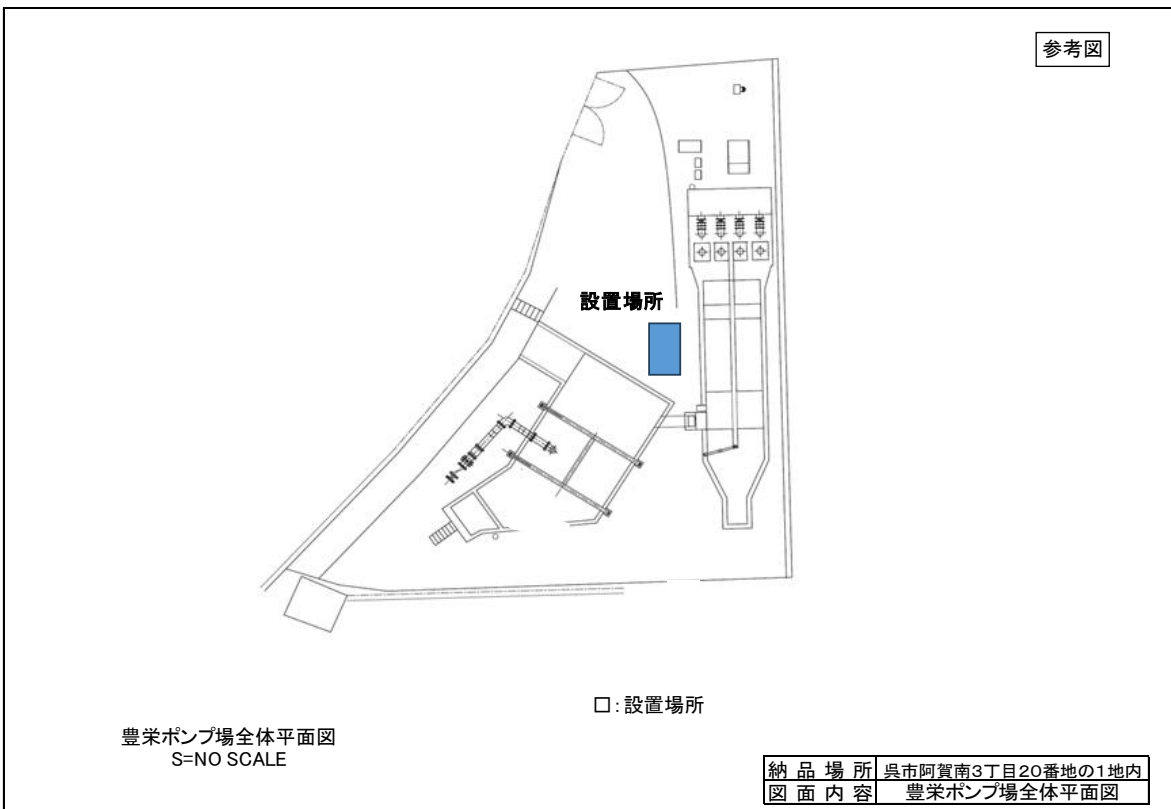 参考図
設置場所
□:設置場所
豊栄ポンプ場全体平面図
S=NO SCALE
納品場所 呉市阿賀南3丁目20番地の1地内
図面内容 豊栄ポンプ場全体平面図